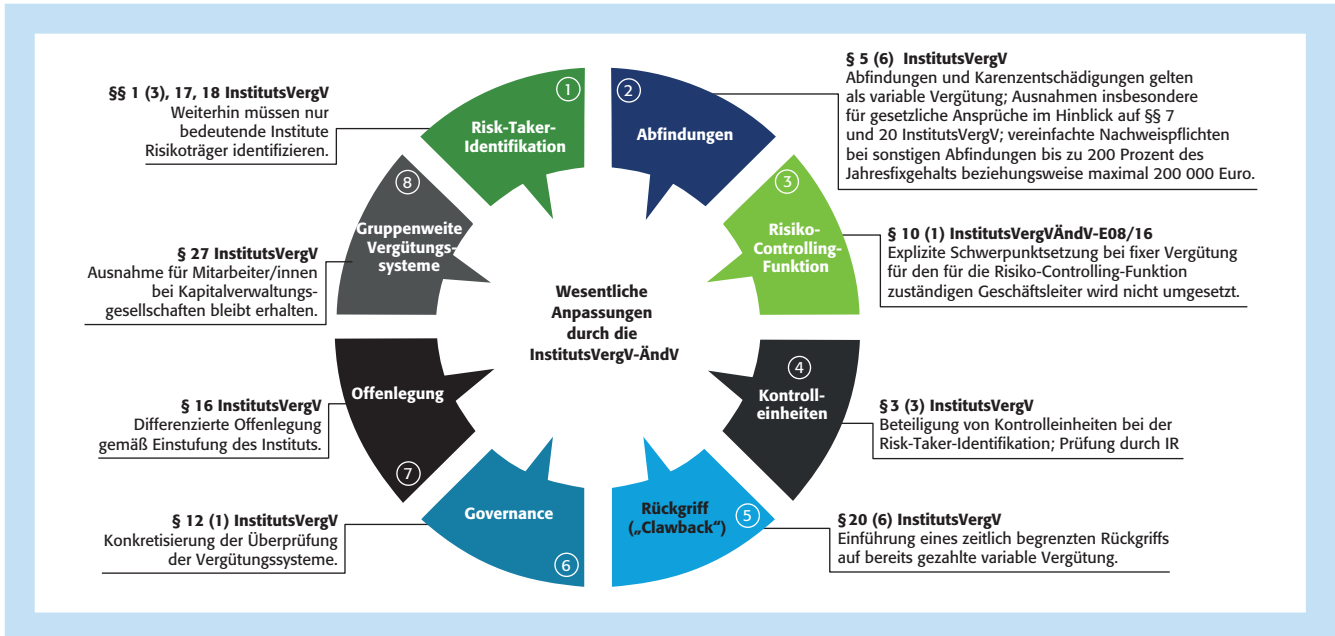 §§ 1 (3), 17, 18 InstitutsVergV
Weiterhin müssen nur
bedeutende Institute
Risikoträger identifizieren.
1
Risk-Taker-
Identifikation
2
Abfindungen
§ 5 (6) InstitutsVergV
Abfindungen und Karenzentschädigungen gelten
als variable Vergütung; Ausnahmen insbesondere
für gesetzliche Ansprüche im Hinblick auf §§ 7
und 20 InstitutsVergV; vereinfachte Nachweispflichten
bei sonstigen Abfindungen bis zu 200 Prozent des
Jahresfixgehalts beziehungsweise maximal 200 000 Euro.
3
Risiko-
Controlling-
Funktion
§ 10 (1) InstitutsVergVÄndV-E08/16
Explizite Schwerpunktsetzung bei fixer Vergütung
für den für die Risiko-Controlling-Funktion
zuständigen Geschäftsleiter wird nicht umgesetzt.
8
Gruppenweite
Vergütungs-
systeme
§ 27 InstitutsVergV
Ausnahme für Mitarbeiter/innen
bei Kapitalverwaltungs-
gesellschaften bleibt erhalten.
Wesentliche
Anpassungen
durch die
InstitutsVergV-ÄndV
4
Kontroll-
einheiten
§ 3 (3) InstitutsVergV
Beteiligung von Kontrolleinheiten bei der
Risk-Taker-Identifikation; Prüfung durch IR
Offenlegung
7
§ 16 InstitutsVergV
Differenzierte Offenlegung
gemäß Einstufung des Instituts.
Rückgriff
(„Clawback“)
5
§ 20 (6) InstitutsVergV
Einführung eines zeitlich begrenzten Rückgriffs
auf bereits gezahlte variable Vergütung.
Governance
6
§ 12 (1) InstitutsVergV
Konkretisierung der Überprüfung
der Vergütungssysteme.